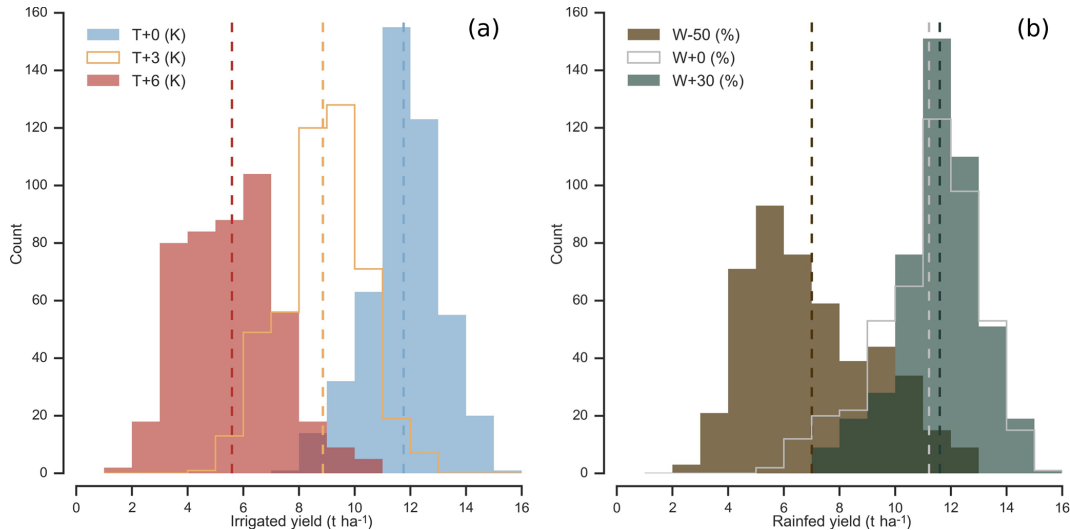 (a)
T+0 (K)
T+3 (K)
T+6 (K)
Count
160
140
120
100
80
60
40
20
0
0 2 4 6 8 10 12 14 16
Irrigated yield (t ha⁻¹)
(b)
W-50 (%)
W+0 (%)
W+30 (%)
Count
160
140
120
100
80
60
40
20
0
0 2 4 6 8 10 12 14 16
Rainfed yield (t ha⁻¹)